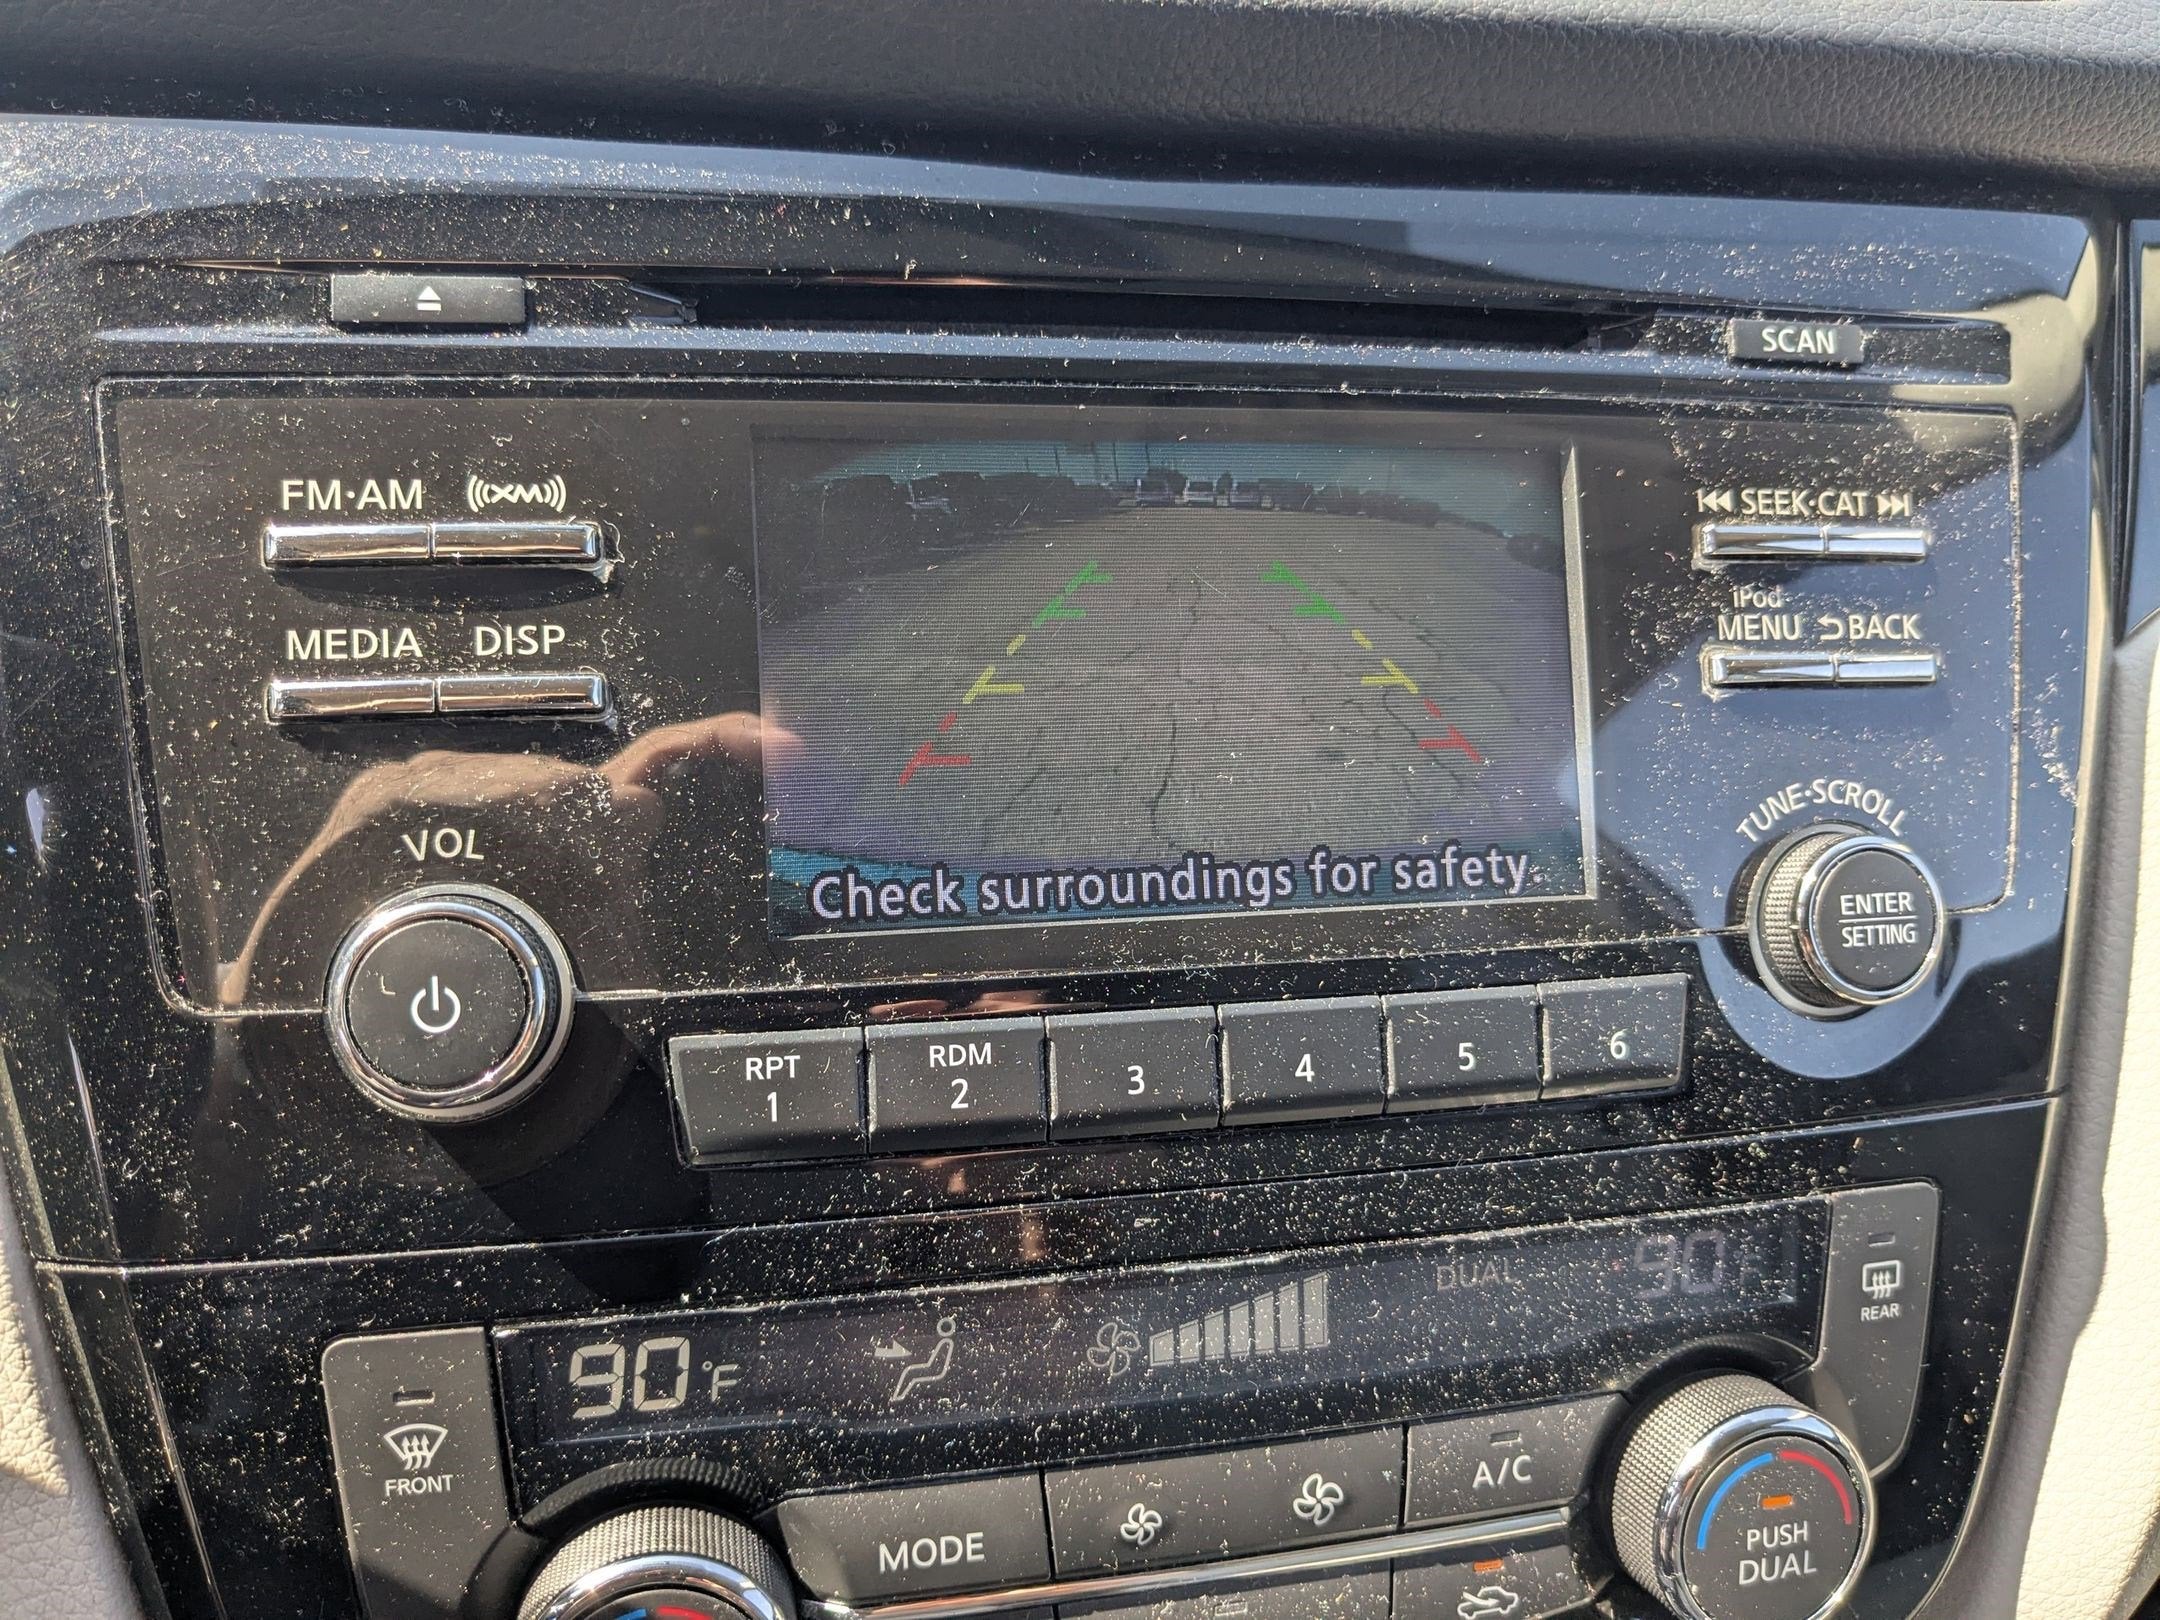 SCAN
FM·AM XM
SEEK·CAT
MEDIA DISP
iPod
MENU BACK
TUNE·SCROLL
VOL
Check surroundings for safety.
ENTER
SETTING
RPT
1
RDM
2
3
4
5
6
DUAL 90°F
90°F
REAR
FRONT
MODE
A/C
PUSH
DUAL